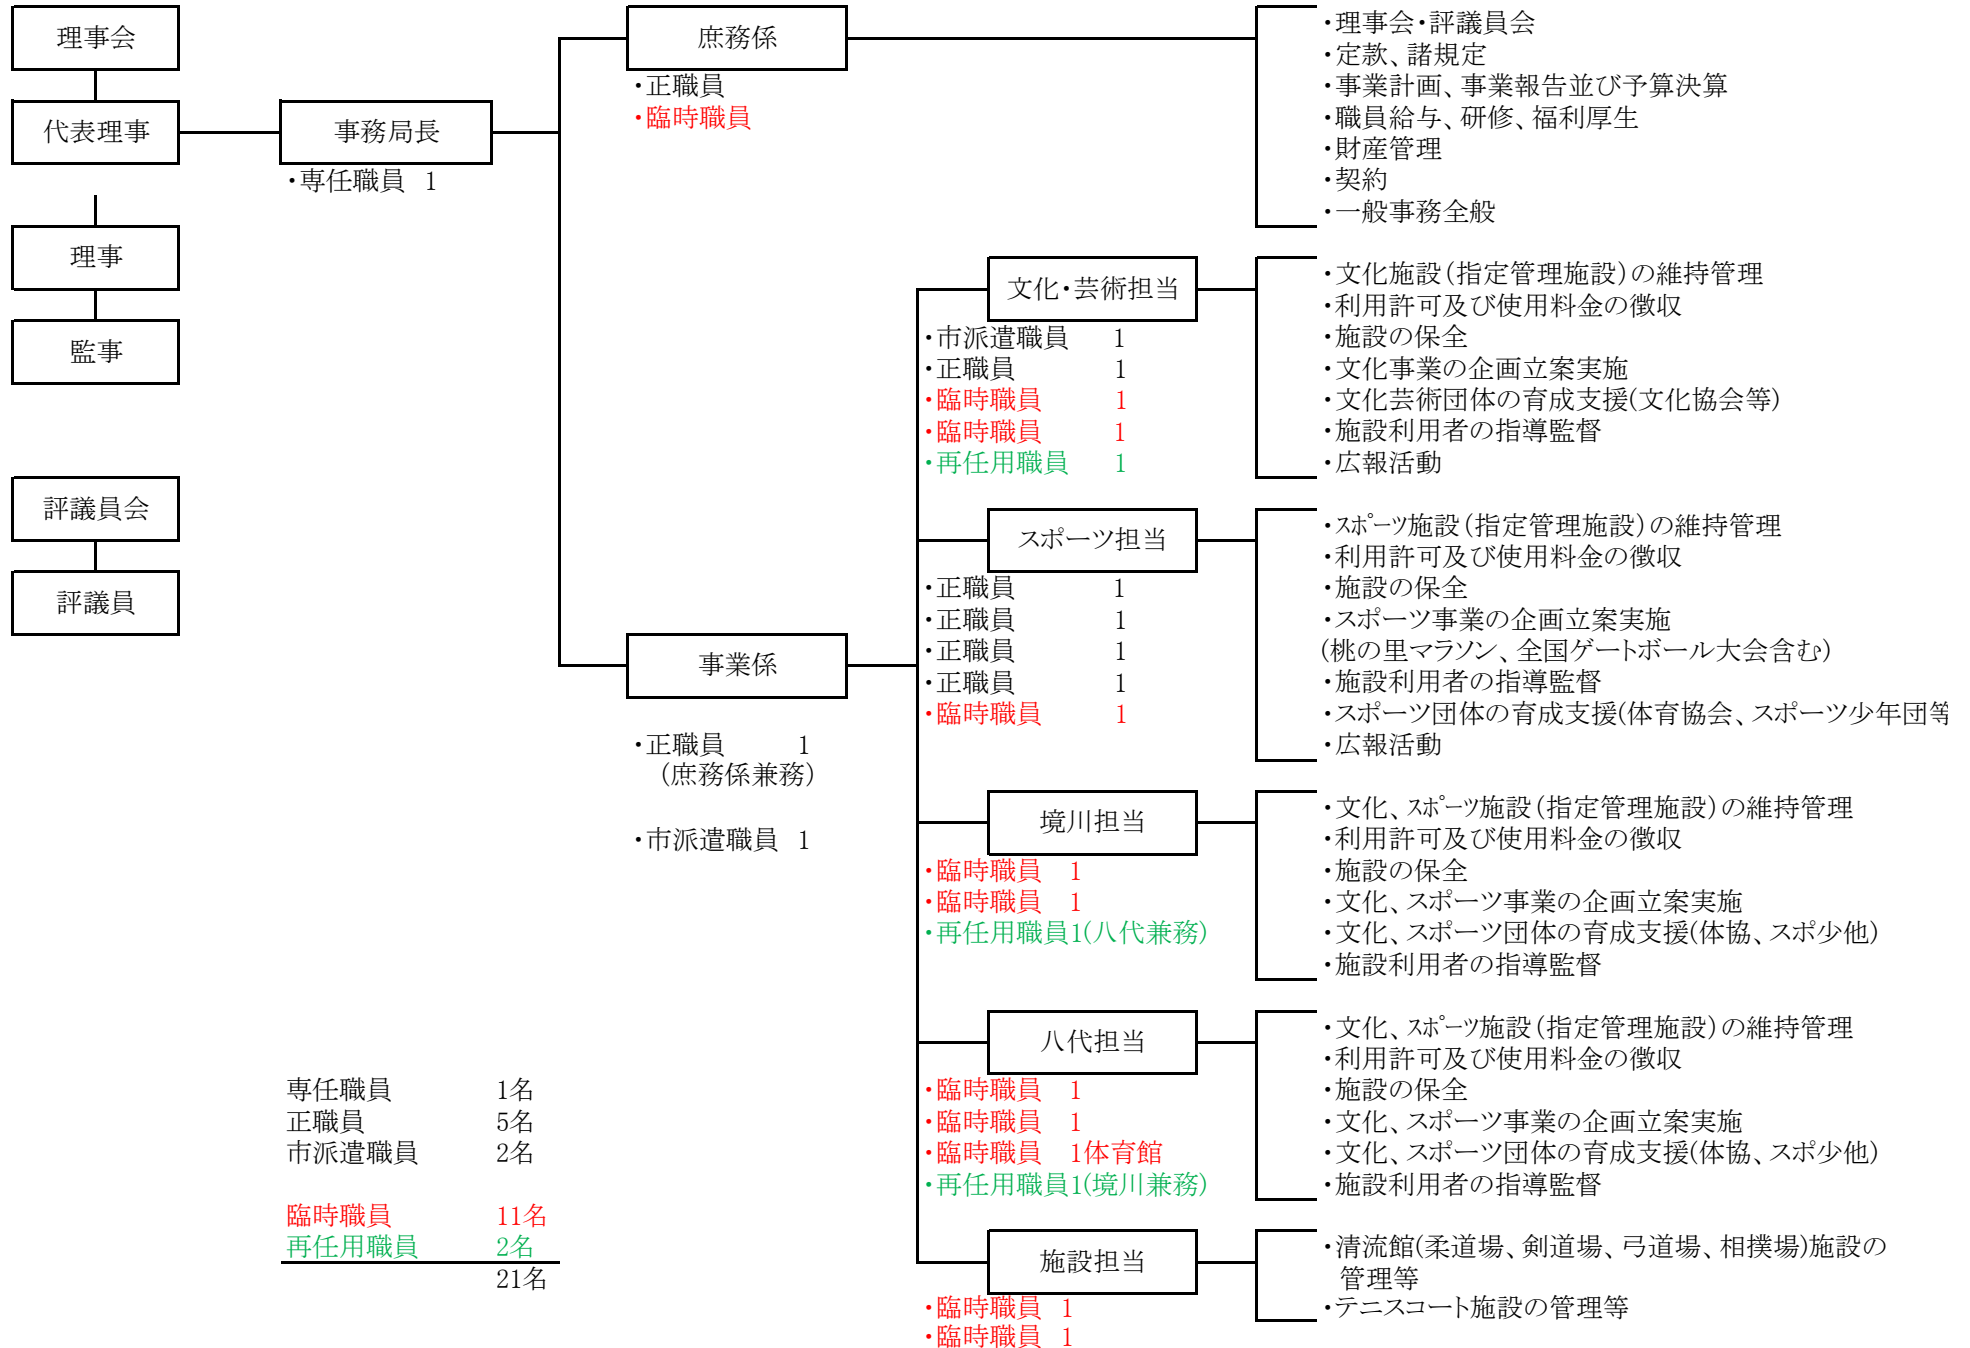 理事会
代表理事
理事
監事
評議員会
評議員
事務局長
・専任職員 1
庶務係
・正職員
・臨時職員
・理事会・評議員会
・定款、諸規定
・事業計画、事業報告並び予算決算
・職員給与、研修、福利厚生
・財産管理
・契約
・一般事務全般
事業係
・正職員 1
(庶務係兼務)
・市派遣職員 1
文化・芸術担当
・市派遣職員 1
・正職員 1
・臨時職員 1
・臨時職員 1
・再任用職員 1
・文化施設(指定管理施設)の維持管理
・利用許可及び使用料金の徴収
・施設の保全
・文化事業の企画立案実施
・文化芸術団体の育成支援(文化協会等)
・施設利用者の指導監督
・広報活動
スポーツ担当
・正職員 1
・正職員 1
・正職員 1
・正職員 1
・臨時職員 1
・スポーツ施設(指定管理施設)の維持管理
・利用許可及び使用料金の徴収
・施設の保全
・スポーツ事業の企画立案実施
(桃の里マラソン、全国ゲートボール大会含む)
・施設利用者の指導監督
・スポーツ団体の育成支援(体育協会、スポーツ少年団等
・広報活動
境川担当
・臨時職員 1
・臨時職員 1
・再任用職員1(八代兼務)
・文化、スポーツ施設(指定管理施設)の維持管理
・利用許可及び使用料金の徴収
・施設の保全
・文化、スポーツ事業の企画立案実施
・文化、スポーツ団体の育成支援(体協、スポ少他)
・施設利用者の指導監督
八代担当
・臨時職員 1
・臨時職員 1
・臨時職員 1体育館
・再任用職員1(境川兼務)
・文化、スポーツ施設(指定管理施設)の維持管理
・利用許可及び使用料金の徴収
・施設の保全
・文化、スポーツ事業の企画立案実施
・文化、スポーツ団体の育成支援(体協、スポ少他)
・施設利用者の指導監督
施設担当
・臨時職員 1
・臨時職員 1
・清流館(柔道場、剣道場、弓道場、相撲場)施設の
管理等
・テニスコート施設の管理等
専任職員 1名
正職員 5名
市派遣職員 2名
臨時職員 11名
再任用職員 2名
21名